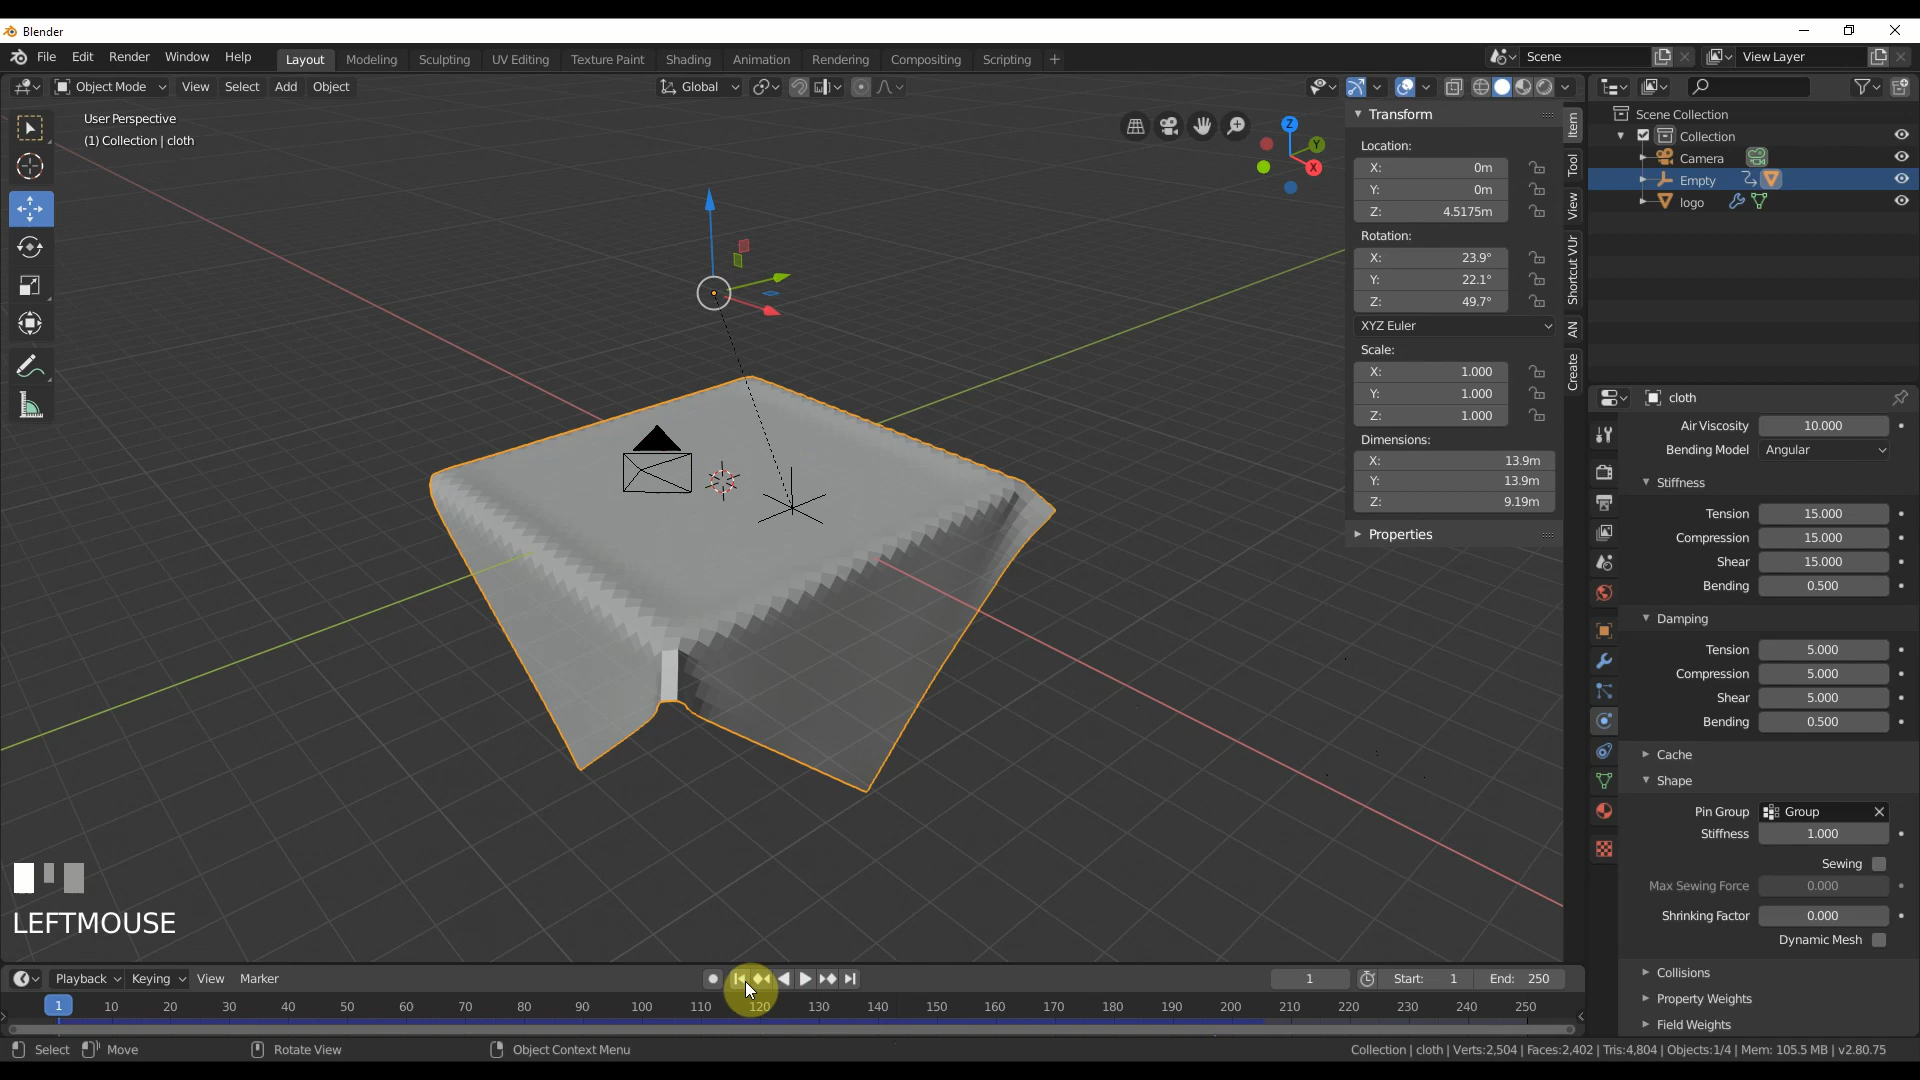 Blender
File Edit Render Window Help Layout Modeling Sculpting UV Editing Texture Paint Shading Animation Rendering Compositing Scripting + Scene View Layer
Object Mode View Select Add Object Global
User Perspective
(1) Collection | cloth
Transform
Location:
X: 0m
Y: 0m
Z: 4.5175m
Rotation:
X: 23.9°
Y: 22.1°
Z: 49.7°
XYZ Euler
Scale:
X: 1.000
Y: 1.000
Z: 1.000
Dimensions:
X: 13.9m
Y: 13.9m
Z: 9.19m
Properties
Item
Tool
View
Shortcut VUr
AN
Create
Z
Y
X
Scene Collection
Collection
Camera
Empty
logo
cloth
Air Viscosity 10.000
Bending Model Angular
Stiffness
Tension 15.000
Compression 15.000
Shear 15.000
Bending 0.500
Damping
Tension 5.000
Compression 5.000
Shear 5.000
Bending 0.500
Cache
Shape
Pin Group Group
Stiffness 1.000
Sewing
Max Sewing Force 0.000
Shrinking Factor 0.000
Dynamic Mesh
Collisions
Property Weights
Field Weights
LEFTMOUSE
Playback Keying View Marker 1 Start: 1 End: 250
1 10 20 30 40 50 60 70 80 90 100 110 120 130 140 150 160 170 180 190 200 210 220 230 240 250
Select Move Rotate View Object Context Menu Collection | cloth | Verts:2,504 | Faces:2,402 | Tris:4,804 | Objects:1/4 | Mem: 105.5 MB | v2.80.75